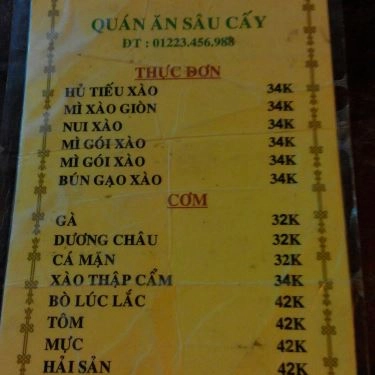 QUÁN ĂN SÂU CẤY
ĐT : 01223.456.988
THỰC ĐƠN
HỦ TIẾU XÀO 34K
MÌ XÀO GIÒN 34K
NUI XÀO 34K
MÌ GÓI XÀO 34K
MÌ GÓI XÀO 34K
BÚN GẠO XÀO 34K
CƠM
GÀ 32K
DƯƠNG CHÂU 32K
CÁ MẶN 32K
XÀO THẬP CẨM 34K
BÒ LÚC LẮC 42K
TÔM 42K
MỰC 42K
HẢI SẢN 42K